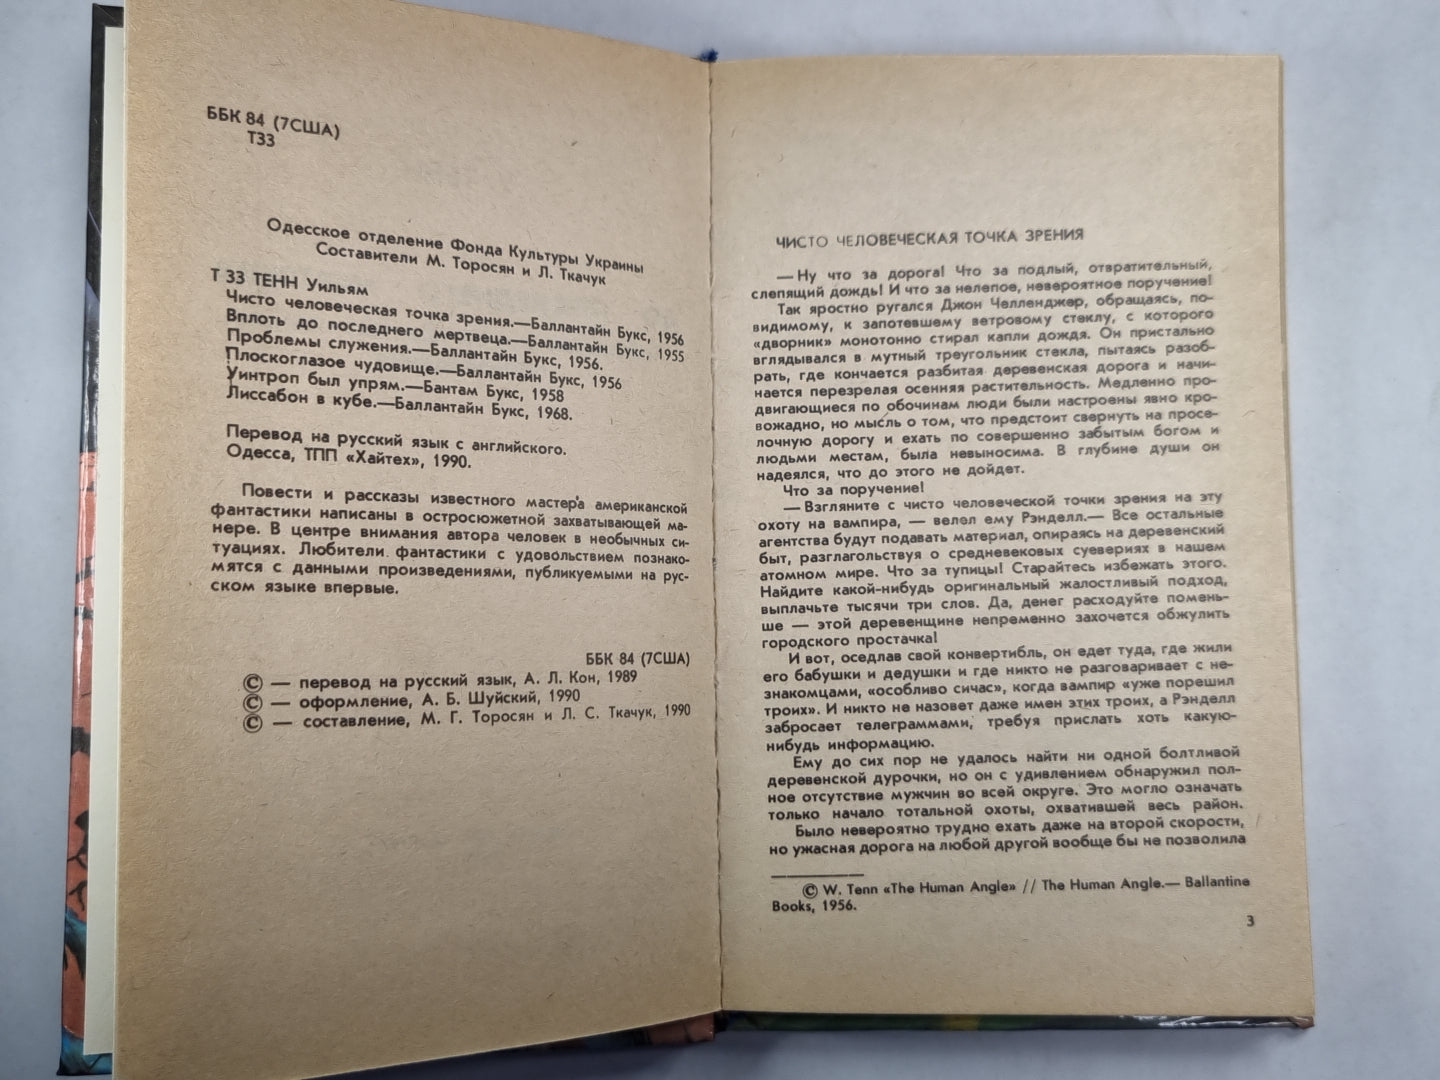 ББК 84 (7США)
Т33
Одесское отделение Фонда Культуры Украины
Составители М. Торосян и Л. Ткачук
Т 33 ТЕНН Уильям
Чисто человеческая точка зрения.—Баллантайн Букс, 1956
Вплоть до последнего мертвеца.—Баллантайн Букс, 1955
Проблемы служения.—Баллантайн Букс, 1956.
Плоскоглазое чудовище.—Баллантайн Букс, 1956
Уинтроп был упрям.—Бантам Букс, 1958
Лиссабон в кубе.—Баллантайн Букс, 1968.
Перевод на русский язык с английского.
Одесса, ТПП «Хайтех», 1990.
Повести и рассказы известного мастера американской
фантастики написаны в остросюжетной захватывающей ма-
нере. В центре внимания автора человек в необычных си-
туациях. Любители фантастики с удовольствием познако-
мятся с данными произведениями, публикуемыми на рус-
ском языке впервые.
ББК 84 (7США)
© — перевод на русский язык, А. Л. Кон, 1989
© — оформление, А. Б. Шуйский, 1990
© — составление, М. Г. Торосян и Л. С. Ткачук, 1990
ЧИСТО ЧЕЛОВЕЧЕСКАЯ ТОЧКА ЗРЕНИЯ
— Ну что за дорога! Что за подлый, отвратительный,
слепящий дождь! И что за нелепое, невероятное поручение!
Так яростно ругался Джон Челленджер, обращаясь, по-
видимому, к запотевшему ветровому стеклу, с которого
«дворник» монотонно стирал капли дождя. Он пристально
вглядывался в мутный треугольник стекла, пытаясь разоб-
рать, где кончается разбитая деревенская дорога и начи-
нается перезрелая осенняя растительность. Медленно про-
двигающиеся по обочинам люди были настроены явно кро-
вожадно, но мысль о том, что предстоит свернуть на просе-
лочную дорогу и ехать по совершенно забытым богом и
людьми местам, была невыносима. В глубине души он
надеялся, что до этого не дойдет.
Что за поручение!
— Взгляните с чисто человеческой точки зрения на эту
охоту на вампира, — велел ему Рэнделл.— Все остальные
агентства будут подавать материал, опираясь на деревенский
быт, разглагольствуя о средневековых суевериях в нашем
атомном мире. Что за тупицы! Старайтесь избежать этого.
Найдите какой-нибудь оригинальный жалостливый подход,
выплачьте тысячи три слов. Да, денег расходуйте помень-
ше — этой деревенщине непременно захочется обжулить
городского простачка!
И вот, оседлав свой конвертибль, он едет туда, где жили
его бабушки и дедушки и где никто не разговаривает с не-
знакомцами, «особливо сичас», когда вампир «уже порешил
троих». И никто не назовет даже имен этих троих, а Рэнделл
забросает телеграммами, требуя прислать хоть какую-
нибудь информацию.
Ему до сих пор не удалось найти ни одной болтливой
деревенской дурочки, но он с удивлением обнаружил пол-
ное отсутствие мужчин во всей округе. Это могло означать
только начало тотальной охоты, охватившей весь район.
Было невероятно трудно ехать даже на второй скорости,
но ужасная дорога на любой другой вообще бы не позволила
© W. Tenn «The Human Angle» // The Human Angle.— Ballantine
Books, 1956.
3